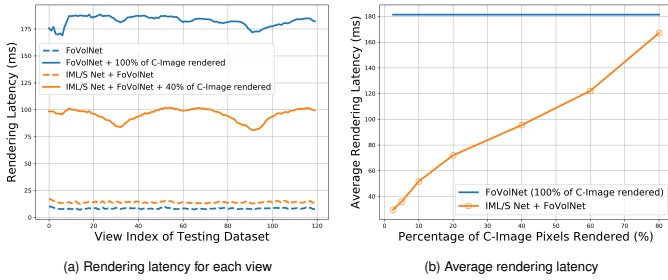 175
150
125
100
75
50
25
0
Rendering Latency (ms)
FoVolNet
FoVolNet + 100% of C-Image rendered
IML/S Net + FoVolNet
IML/S Net + FoVolNet + 40% of C-Image rendered
0 20 40 60 80 100 120
View Index of Testing Dataset
(a) Rendering latency for each view
180
160
140
120
100
80
60
40
Average Rendering Latency (ms)
FoVolNet (100% of C-Image rendered)
IML/S Net + FoVolNet
0 10 20 30 40 50 60 70 80
Percentage of C-Image Pixels Rendered (%)
(b) Average rendering latency